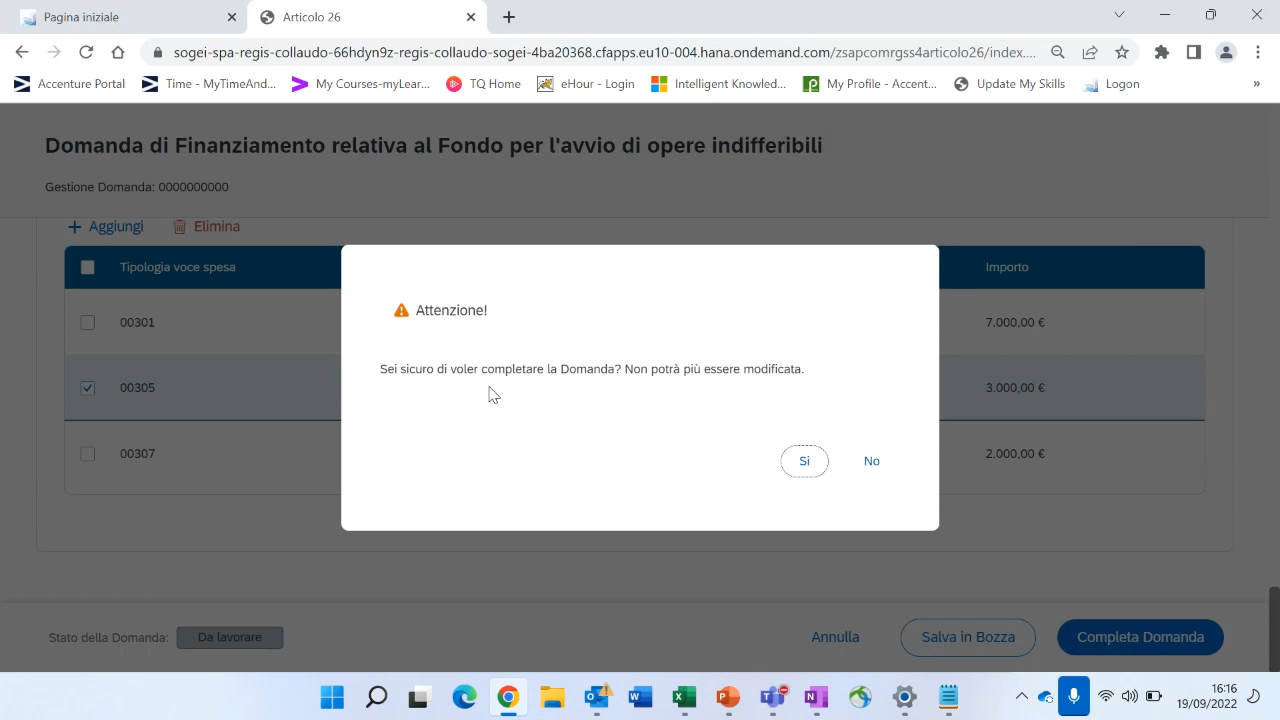 Pagina iniziale
Articolo 26
sogei-spa-regis-collaudo-66hdyn9z-regis-collaudo-sogei-4ba20368.cfapps.eu10-004.hana.ondemand.com/zsapcomrgss4articolo26/index....
Accenture Portal
Time - MyTimeAnd...
My Courses-myLear...
TQ Home
eHour - Login
Intelligent Knowled...
My Profile - Accent...
Update My Skills
Logon
»
Domanda di Finanziamento relativa al Fondo per l'avvio di opere indifferibili
Gestione Domanda: 0000000000
Aggiungi
Elimina
Tipologia voce spesa
Importo
00301
7.000,00 €
00305
3.000,00 €
00307
2.000,00 €
Attenzione!
Sei sicuro di voler completare la Domanda? Non potrà più essere modificata.
Si
No
Stato della Domanda:
Da lavorare
Annulla
Salva in Bozza
Completa Domanda
16:16
19/09/2022